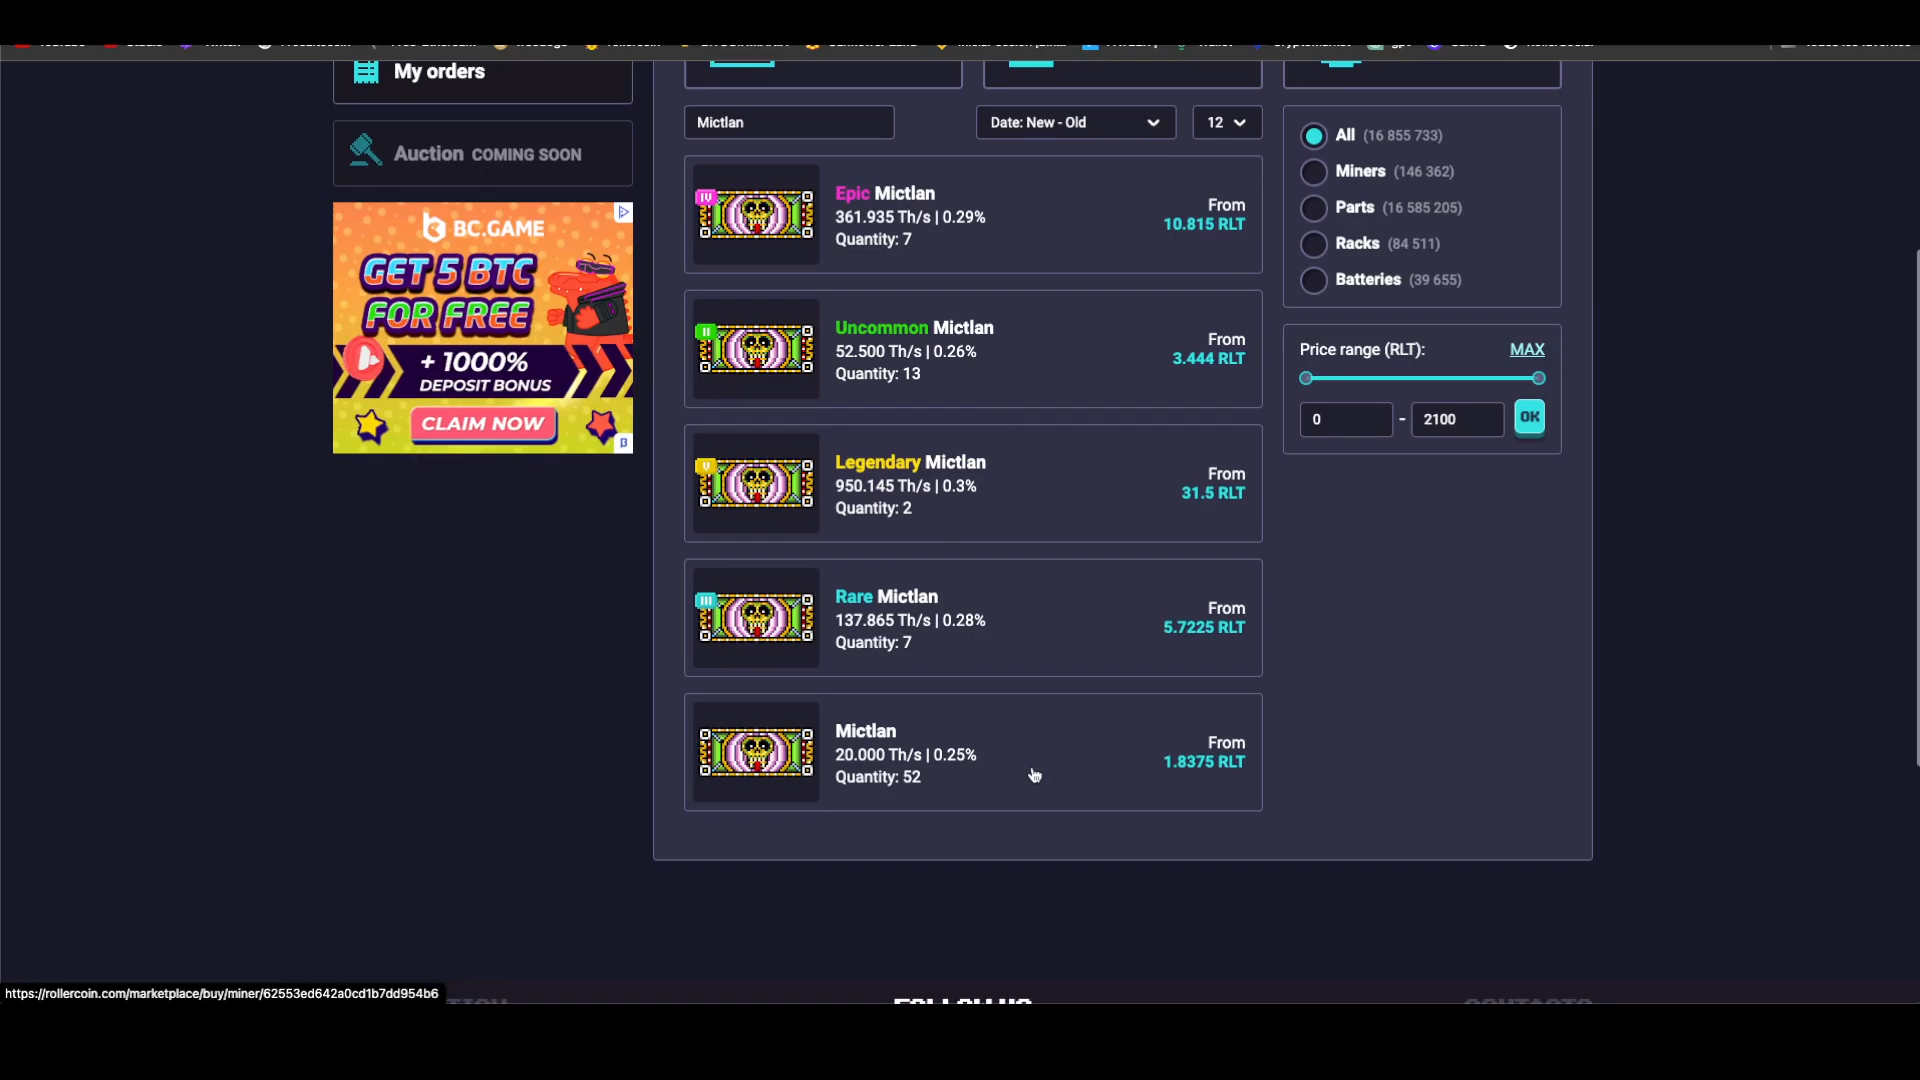 My orders
Auction COMING SOON
BC.GAME
GET 5 BTC
FOR FREE
+ 1000%
DEPOSIT BONUS
CLAIM NOW
Mictlan
Date: New - Old
12
IV
Epic Mictlan
361.935 Th/s | 0.29%
Quantity: 7
From
10.815 RLT
II
Uncommon Mictlan
52.500 Th/s | 0.26%
Quantity: 13
From
3.444 RLT
V
Legendary Mictlan
950.145 Th/s | 0.3%
Quantity: 2
From
31.5 RLT
III
Rare Mictlan
137.865 Th/s | 0.28%
Quantity: 7
From
5.7225 RLT
Mictlan
20.000 Th/s | 0.25%
Quantity: 52
From
1.8375 RLT
All (16 855 733)
Miners (146 362)
Parts (16 585 205)
Racks (84 511)
Batteries (39 655)
Price range (RLT): MAX
0 - 2100 OK
https://rollercoin.com/marketplace/buy/miner/62553ed642a0cd1b7dd954b6
FOLLOW US
CONTACTS